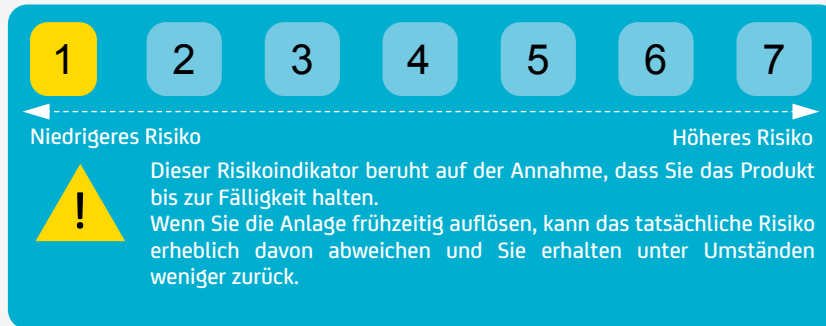 1 2 3 4 5 6 7
Niedrigeres Risiko Höheres Risiko
!
Dieser Risikoindikator beruht auf der Annahme, dass Sie das Produkt
bis zur Fälligkeit halten.
Wenn Sie die Anlage frühzeitig auflösen, kann das tatsächliche Risiko
erheblich davon abweichen und Sie erhalten unter Umständen
weniger zurück.